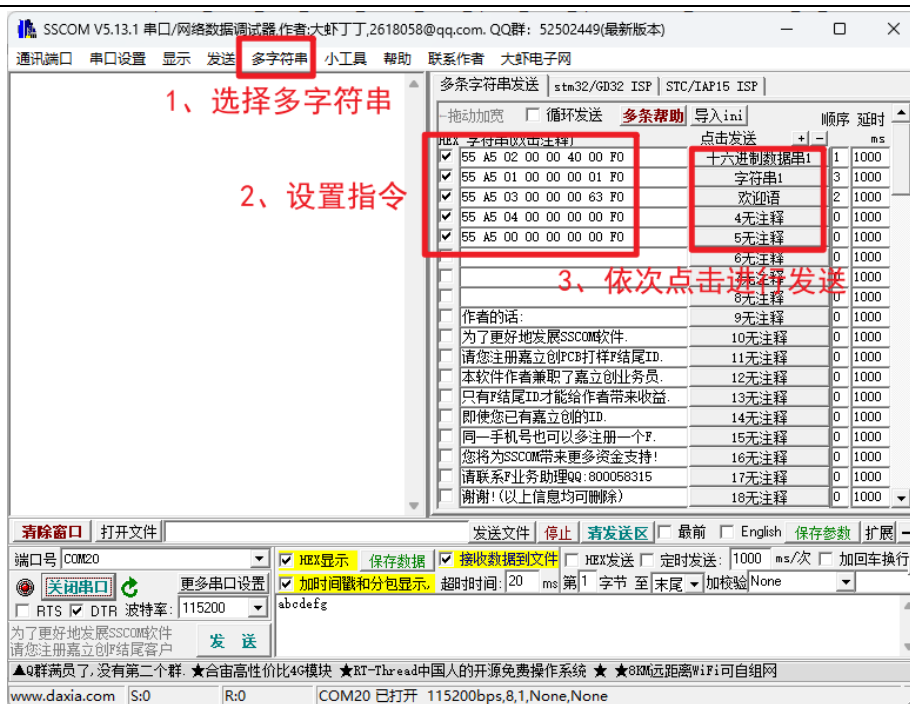 SSCOM V5.13.1 串口/网络数据调试器,作者:大虾丁丁,2618058@qq.com. QQ群: 52502449(最新版本)
通讯端口 串口设置 显示 发送 多字符串 小工具 帮助 联系作者 大虾电子网
1、选择多字符串
2、设置指令
多条字符串发送 stm32/GD32 ISP STC/IAP15 ISP
拖动加宽 循环发送 多条帮助 导入ini 顺序 延时
HEX 字符串(双击注释) 点击发送 + - ms
55 A5 02 00 00 40 00 F0 十六进制数据串1 1 1000
55 A5 01 00 00 00 01 F0 字符串1 3 1000
55 A5 03 00 00 00 63 F0 欢迎语 2 1000
55 A5 04 00 00 00 00 F0 4无注释 0 1000
55 A5 00 00 00 00 00 F0 5无注释 0 1000
6无注释 0 1000
3、依次点击进行发送
0 1000
8无注释 0 1000
作者的话: 9无注释 0 1000
为了更好地发展SSCOM软件. 10无注释 0 1000
请您注册嘉立创PCB打样F结尾ID. 11无注释 0 1000
本软件作者兼职了嘉立创业务员. 12无注释 0 1000
只有F结尾ID才能给作者带来收益. 13无注释 0 1000
即使您已有嘉立创的ID. 14无注释 0 1000
同一手机号也可以多注册一个F. 15无注释 0 1000
您将为SSCOM带来更多资金支持! 16无注释 0 1000
请联系F业务助理QQ:800058315 17无注释 0 1000
谢谢!(以上信息均可删除) 18无注释 0 1000
清除窗口 打开文件 发送文件 停止 清发送区 最前 English 保存参数 扩展 —
端口号 COM20 HEX显示 保存数据 接收数据到文件 HEX发送 定时发送: 1000 ms/次 加回车换行
关闭串口 更多串口设置 加时间戳和分包显示, 超时时间: 20 ms 第1 字节 至 末尾 加校验 None
RTS DTR 波特率: 115200
abcdefg
为了更好地发展SSCOM软件
请您注册嘉立创F结尾客户
发 送
▲Q群满员了,没有第二个群. ★合宙高性价比4G模块 ★RT-Thread中国人的开源免费操作系统 ★ ★8KM远距离WiFi可自组网
www.daxia.com S:0 R:0 COM20 已打开 115200bps,8,1,None,None